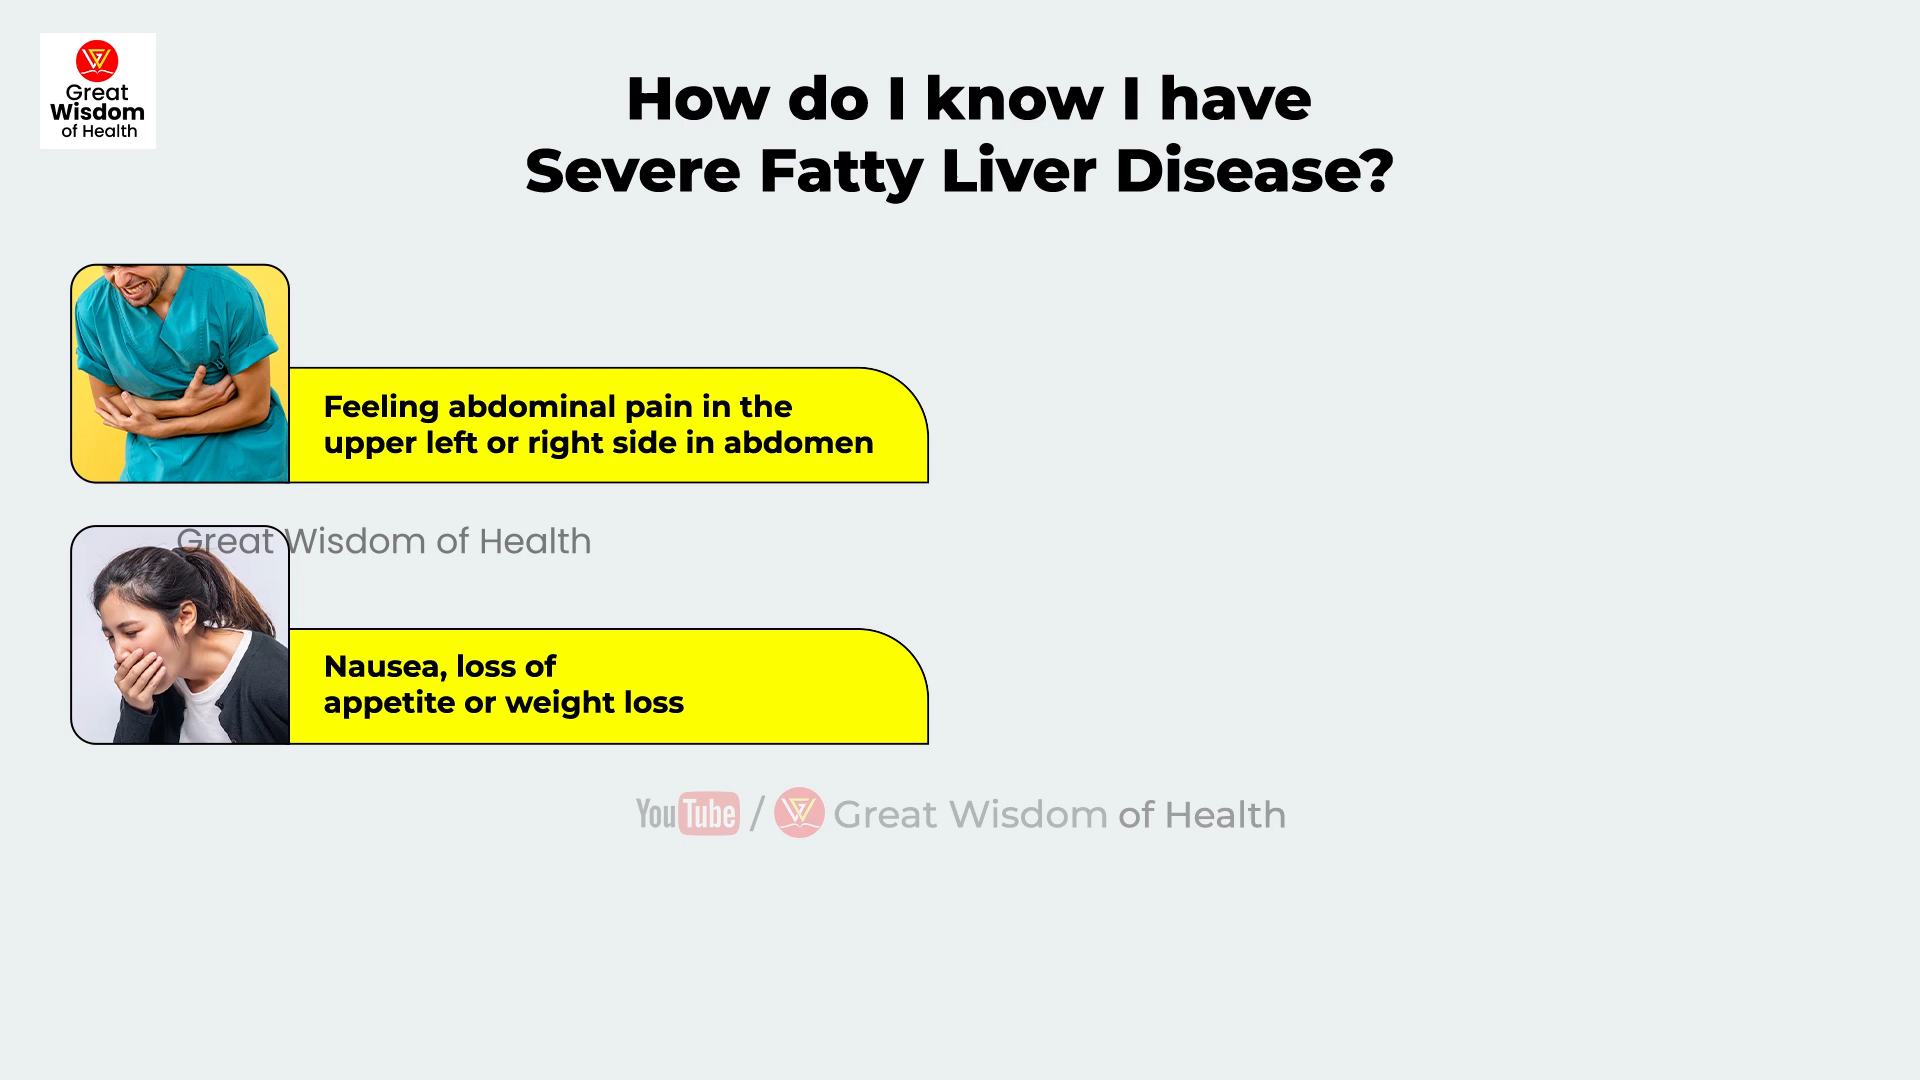 Great
Wisdom
of Health
How do I know I have
Severe Fatty Liver Disease?
Feeling abdominal pain in the
upper left or right side in abdomen
Great Wisdom of Health
Nausea, loss of
appetite or weight loss
YouTube / Great Wisdom of Health